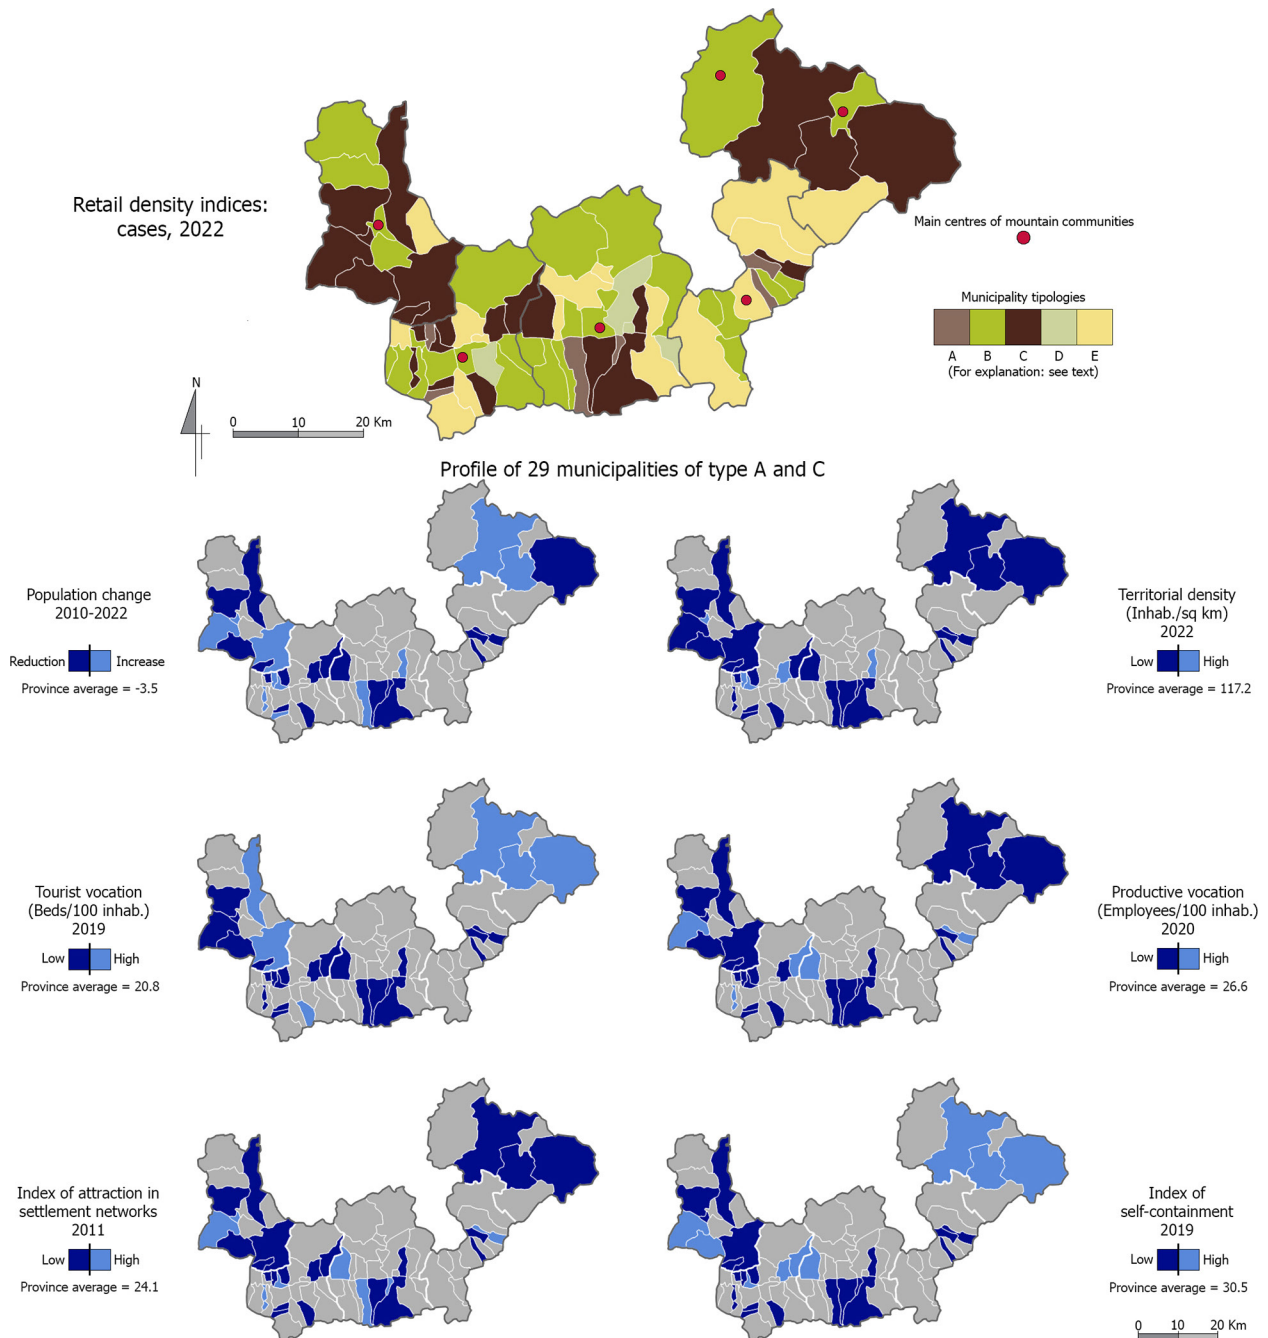 Retail density indices:
cases, 2022
Main centres of mountain communities
Municipality tipologies
A B C D E
(For explanation: see text)
N
0 10 20 Km
Profile of 29 municipalities of type A and C
Population change
2010-2022
Reduction Increase
Province average = -3.5
Territorial density
(Inhab./sq km)
2022
Low High
Province average = 117.2
Tourist vocation
(Beds/100 inhab.)
2019
Low High
Province average = 20.8
Productive vocation
(Employees/100 inhab.)
2020
Low High
Province average = 26.6
Index of attraction in
settlement networks
2011
Low High
Province average = 24.1
Index of
self-containment
2019
Low High
Province average = 30.5
0 10 20 Km